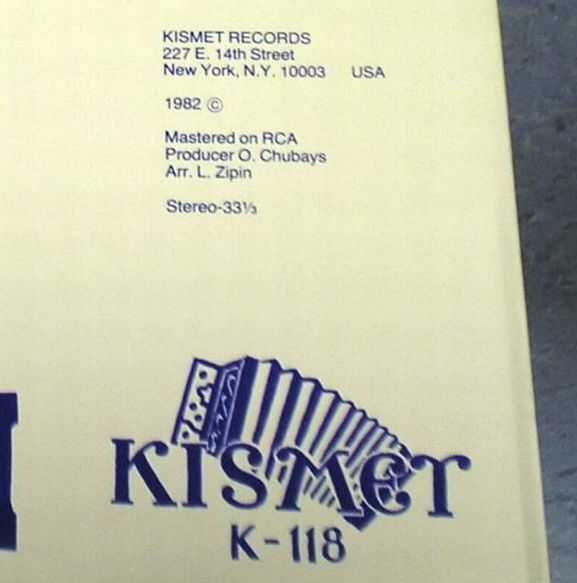 KISMET RECORDS
227 E. 14th Street
New York, N.Y. 10003 USA
1982 ©
Mastered on RCA
Producer O. Chubays
Arr. L. Zipin
Stereo-33⅓
KISMET
K-118